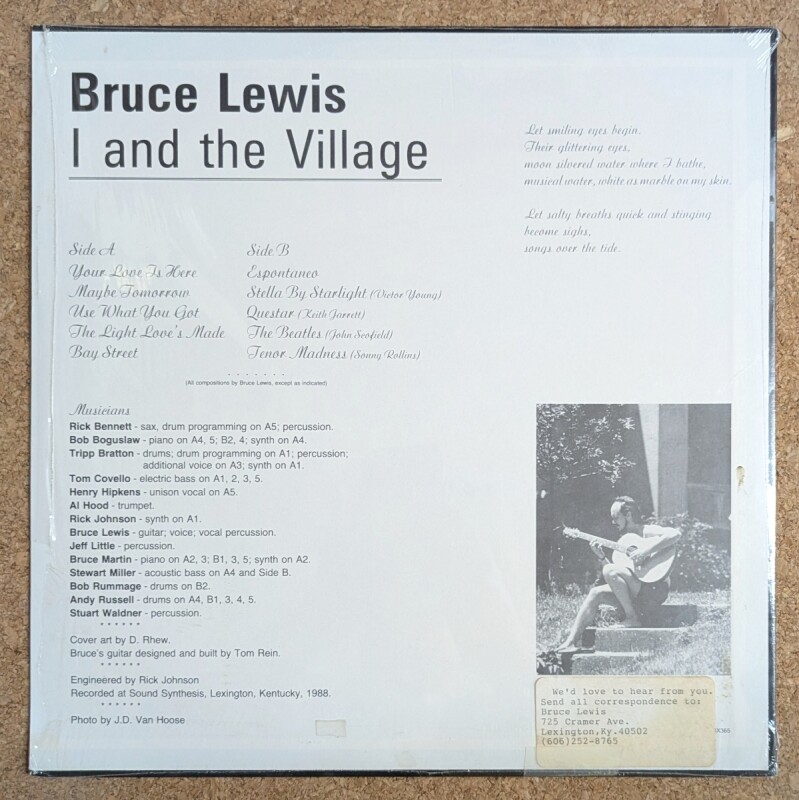 Bruce Lewis
I and the Village
Let smiling eyes begin.
Their glittering eyes,
moon silvered water where I bathe,
musical water, white as marble on my skin.
Let salty breaths quick and stinging
become sighs,
songs over the tide.
Side A
Your Love Is Here
Maybe Tomorrow
Use What You Got
The Light Love's Made
Bay Street
Side B
Espontaneo
Stella By Starlight (Victor Young)
Questar (Keith Jarrett)
The Beatles (John Scofield)
Tenor Madness (Sonny Rollins)
(All compositions by Bruce Lewis, except as indicated)
Musicians
Rick Bennett - sax, drum programming on A5; percussion.
Bob Boguslaw - piano on A4, 5; B2, 4; synth on A4.
Tripp Bratton - drums; drum programming on A1; percussion;
additional voice on A3; synth on A1.
Tom Covello - electric bass on A1, 2, 3, 5.
Henry Hipkens - unison vocal on A5.
Al Hood - trumpet.
Rick Johnson - synth on A1.
Bruce Lewis - guitar; voice; vocal percussion.
Jeff Little - percussion.
Bruce Martin - piano on A2, 3; B1, 3, 5; synth on A2.
Stewart Miller - acoustic bass on A4 and Side B.
Bob Rummage - drums on B2.
Andy Russell - drums on A4, B1, 3, 4, 5.
Stuart Waldner - percussion.
Cover art by D. Rhew.
Bruce's guitar designed and built by Tom Rein.
Engineered by Rick Johnson
Recorded at Sound Synthesis, Lexington, Kentucky, 1988.
Photo by J.D. Van Hoose
We'd love to hear from you.
Send all correspondence to:
Bruce Lewis
725 Cramer Ave.
Lexington,Ky.40502
(606)252-8765